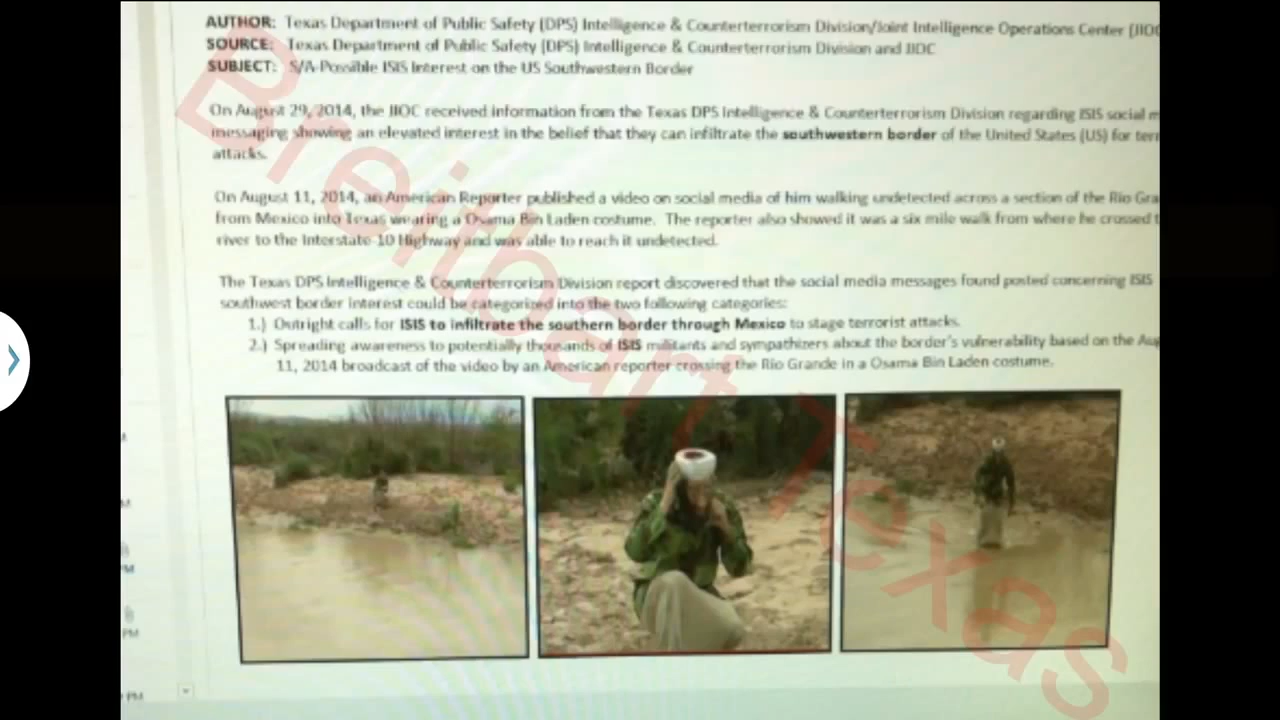 AUTHOR: Texas Department of Public Safety (DPS) Intelligence & Counterterrorism Division/Joint Intelligence Operations Center (JIOC
SOURCE: Texas Department of Public Safety (DPS) Intelligence & Counterterrorism Division and JIOC
SUBJECT: S/A-Possible ISIS Interest on the US Southwestern Border
On August 29, 2014, the JIOC received information from the Texas DPS Intelligence & Counterterrorism Division regarding ISIS social m
messaging showing an elevated interest in the belief that they can infiltrate the southwestern border of the United States (US) for terr
attacks.
On August 11, 2014, an American Reporter published a video on social media of him walking undetected across a section of the Rio Gra
from Mexico into Texas wearing a Osama Bin Laden costume. The reporter also showed it was a six mile walk from where he crossed t
river to the Interstate 10 Highway and was able to reach it undetected.
The Texas DPS Intelligence & Counterterrorism Division report discovered that the social media messages found posted concerning ISIS
southwest border interest could be categorized into the two following categories:
1.) Outright calls for ISIS to infiltrate the southern border through Mexico to stage terrorist attacks.
2.) Spreading awareness to potentially thousands of ISIS militants and sympathizers about the border's vulnerability based on the Aug
11, 2014 broadcast of the video by an American reporter crossing the Rio Grande in a Osama Bin Laden costume.
Breitbart Texas
PM
PM